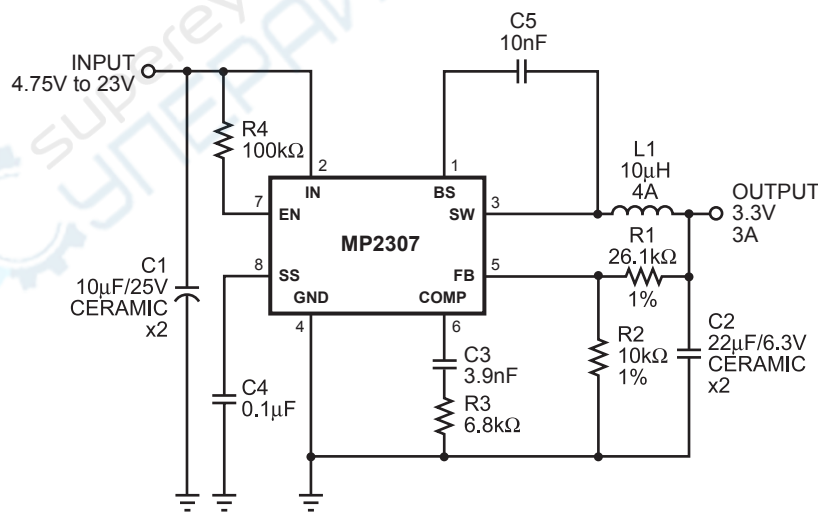 C5
10nF
INPUT
4.75V to 23V
R4
100kΩ
2
1
L1
10µH
4A
IN
BS
7
EN
SW
3
OUTPUT
3.3V
3A
MP2307
R1
26.1kΩ
1%
C1
10µF/25V
CERAMIC
x2
8
SS
FB
5
GND
COMP
4
6
C2
22µF/6.3V
CERAMIC
x2
R2
10kΩ
1%
C3
3.9nF
C4
0.1µF
R3
6.8kΩ